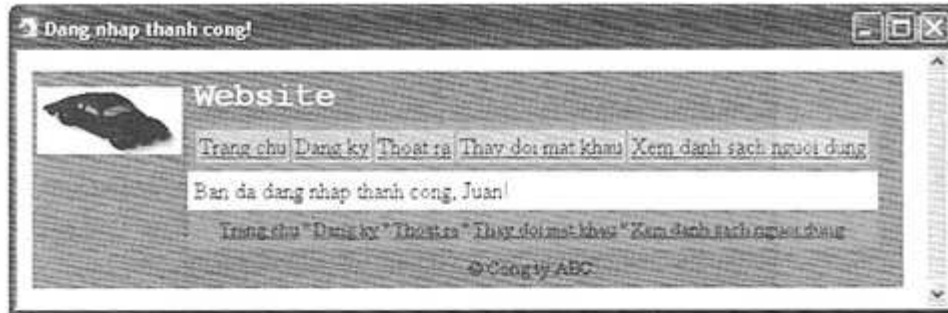 Dang nhap thanh cong!
Website
Trang chu Dang ky Thoat ra Thay doi mat khau Xem danh sach nguoi dung
Ban da dang nhap thanh cong, Juan!
Trang chu * Dang ky * Thoat ra * Thay doi mat khau * Xem danh sach nguoi dung
© Cong ty ABC